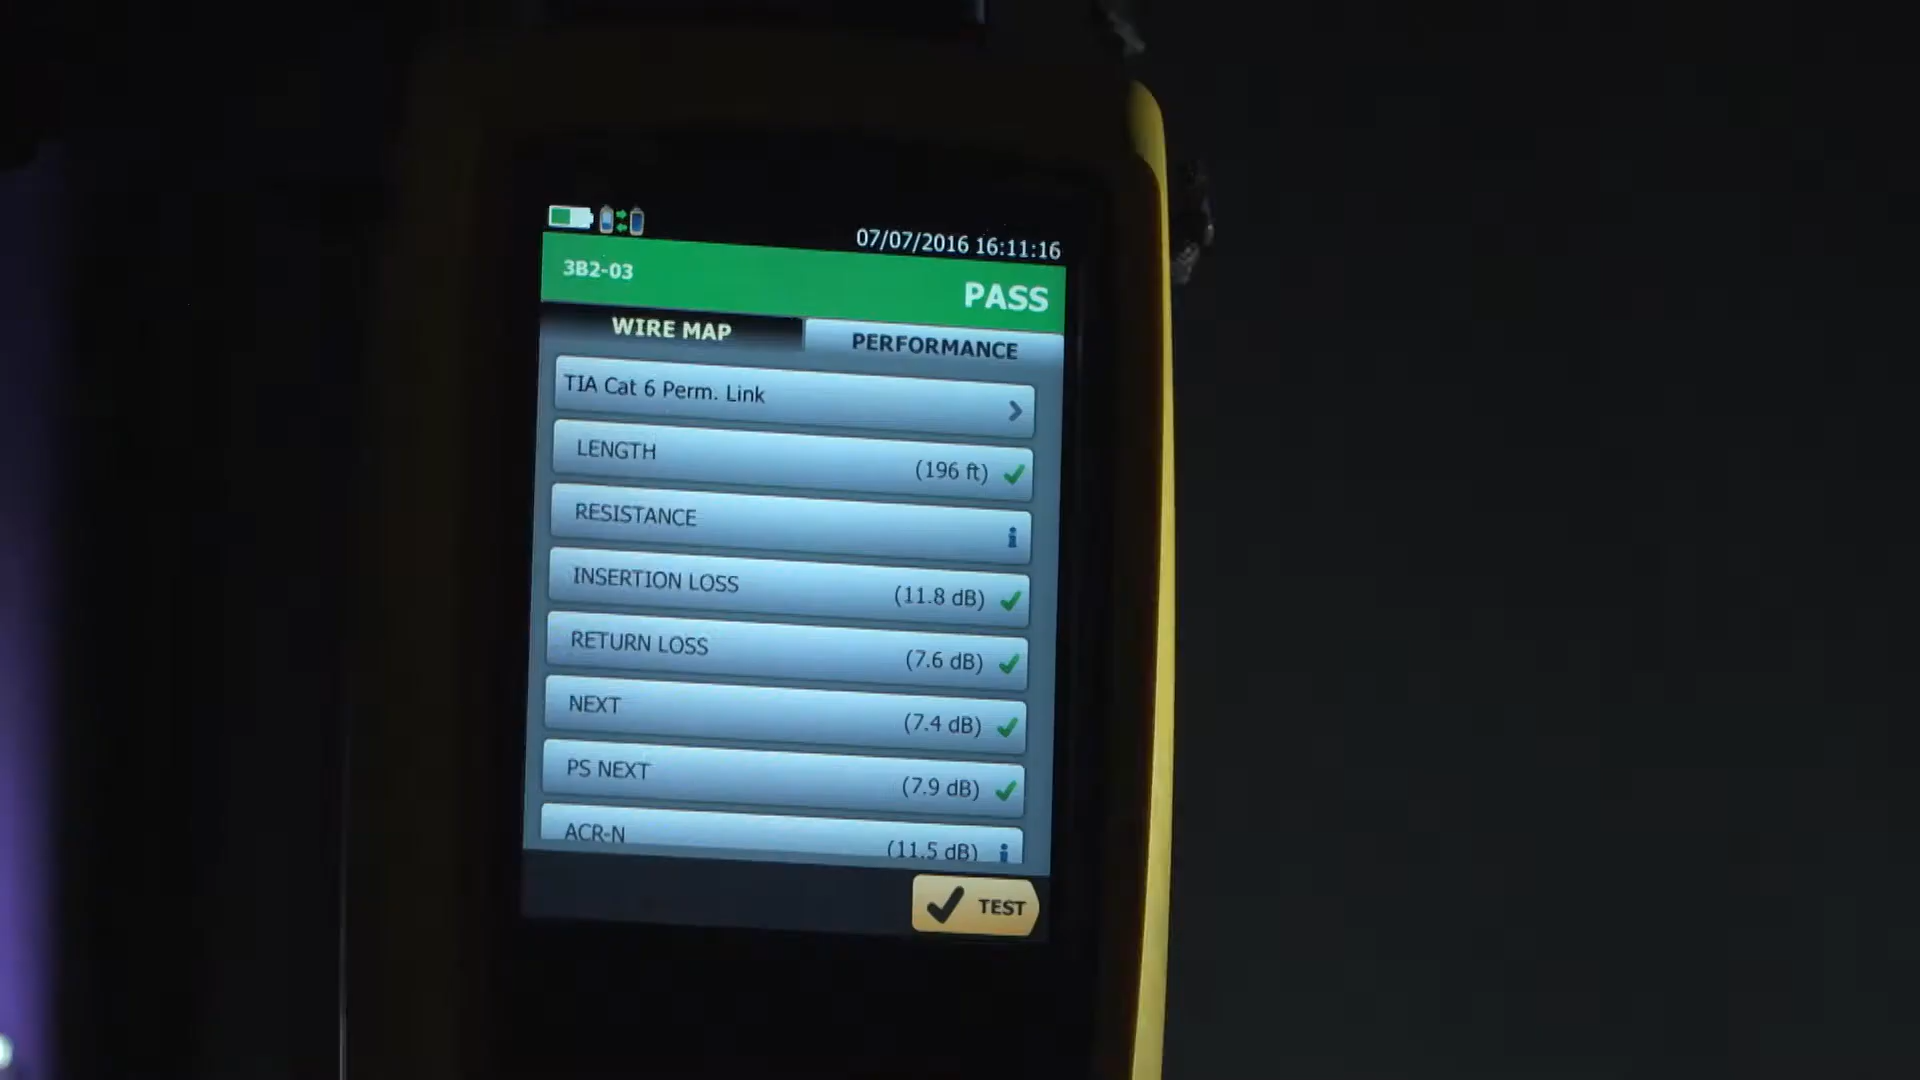 07/07/2016 16:11:16
3B2-03
PASS
WIRE MAP
PERFORMANCE
TIA Cat 6 Perm. Link
LENGTH (196 ft)
RESISTANCE
INSERTION LOSS (11.8 dB)
RETURN LOSS (7.6 dB)
NEXT (7.4 dB)
PS NEXT (7.9 dB)
ACR-N (11.5 dB)
TEST